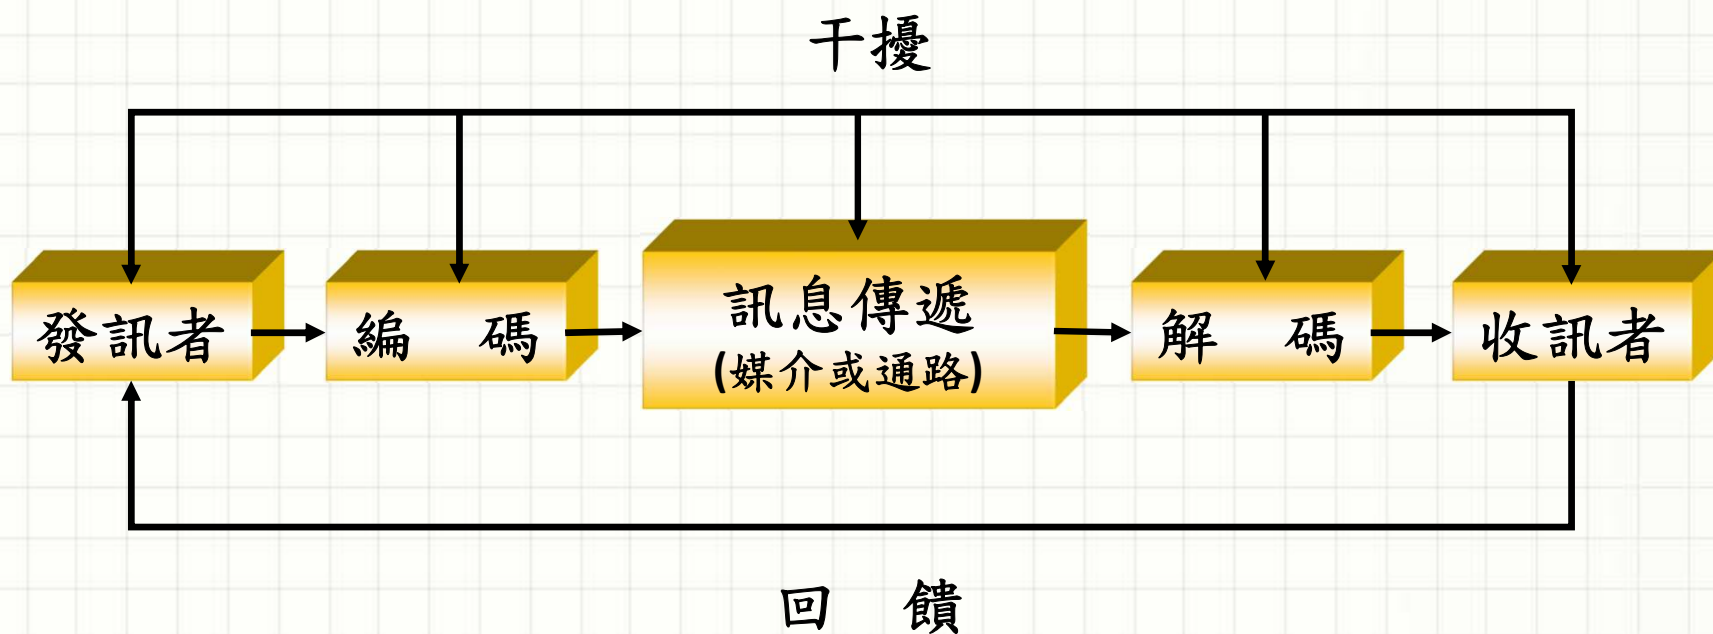 干擾
發訊者
編 碼
訊息傳遞
(媒介或通路)
解 碼
收訊者
回 饋